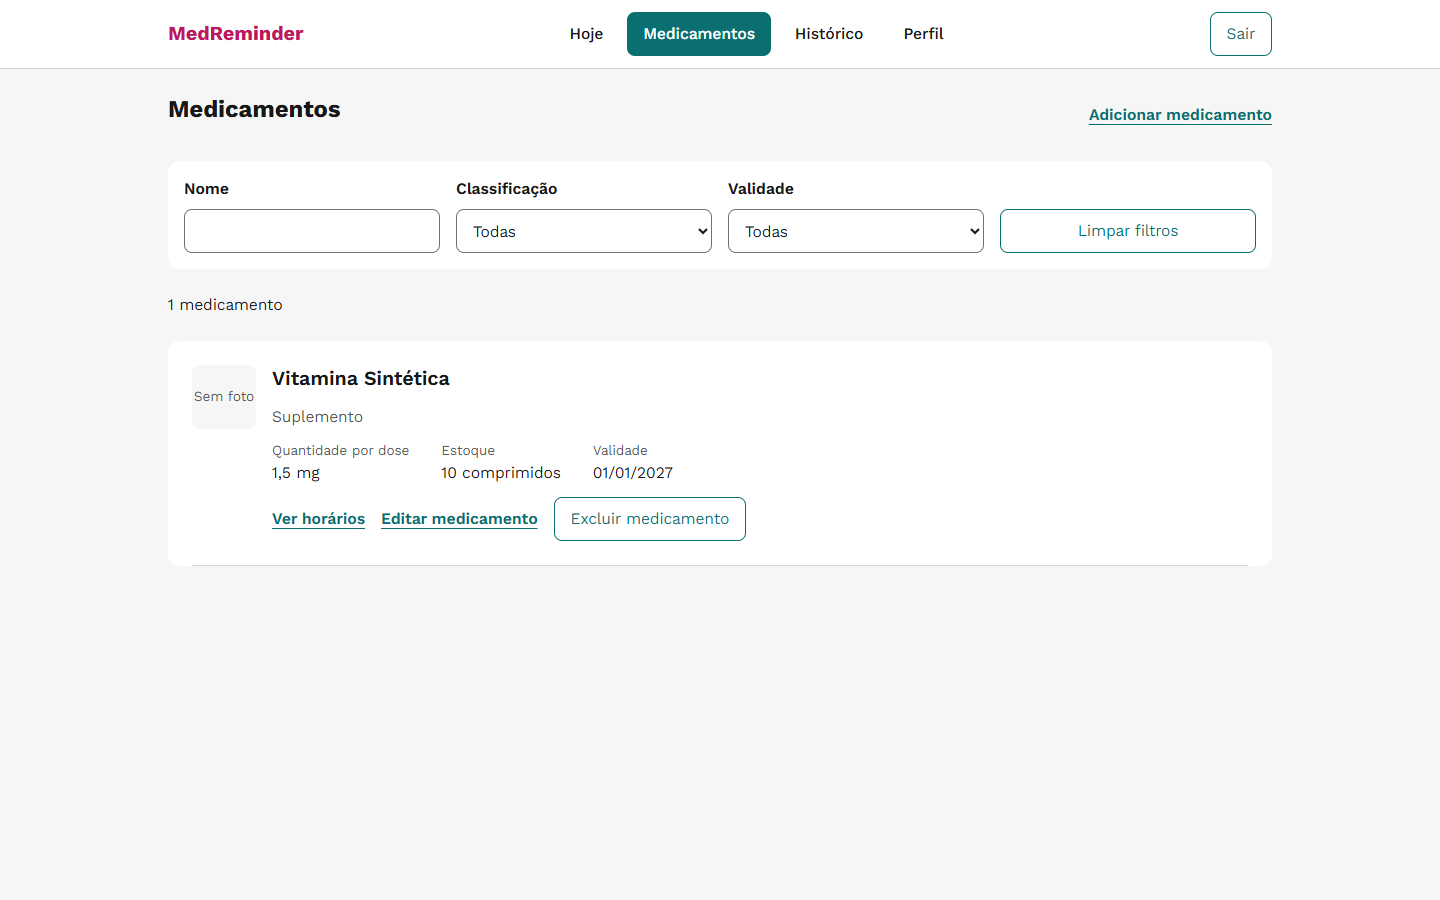 MedReminder
Hoje
Medicamentos
Histórico
Perfil
Sair
Medicamentos
Adicionar medicamento
Nome
Classificação
Validade
Todas
Todas
Limpar filtros
1 medicamento
Sem foto
Vitamina Sintética
Suplemento
Quantidade por dose
1,5 mg
Estoque
10 comprimidos
Validade
01/01/2027
Ver horários
Editar medicamento
Excluir medicamento